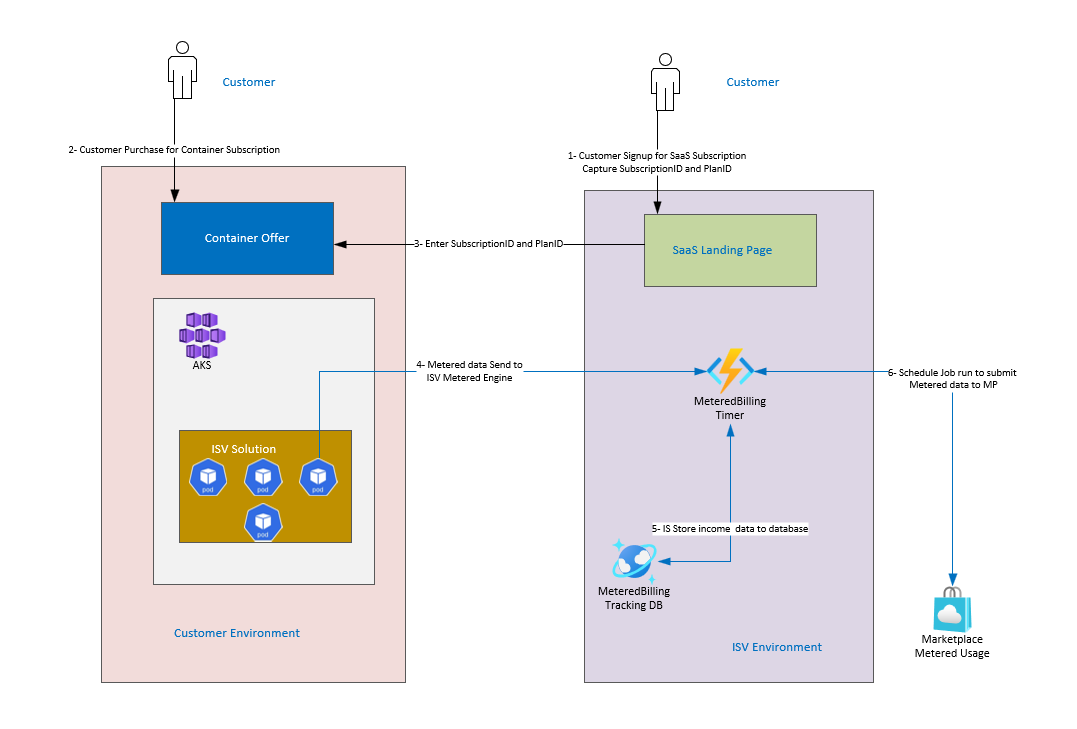 Customer
Customer
2- Customer Purchase for Container Subscription
1- Customer Signup for SaaS Subscription
Capture SubscriptionID and PlanID
Container Offer
3- Enter SubscriptionID and PlanID
SaaS Landing Page
AKS
4- Metered data Send to
ISV Metered Engine
MeteredBilling
Timer
6- Schedule Job run to submit
Metered data to MP
ISV Solution
pod
pod
pod
pod
5- IS Store income  data to database
MeteredBilling
Tracking DB
Customer Environment
ISV Environment
Marketplace
Metered Usage